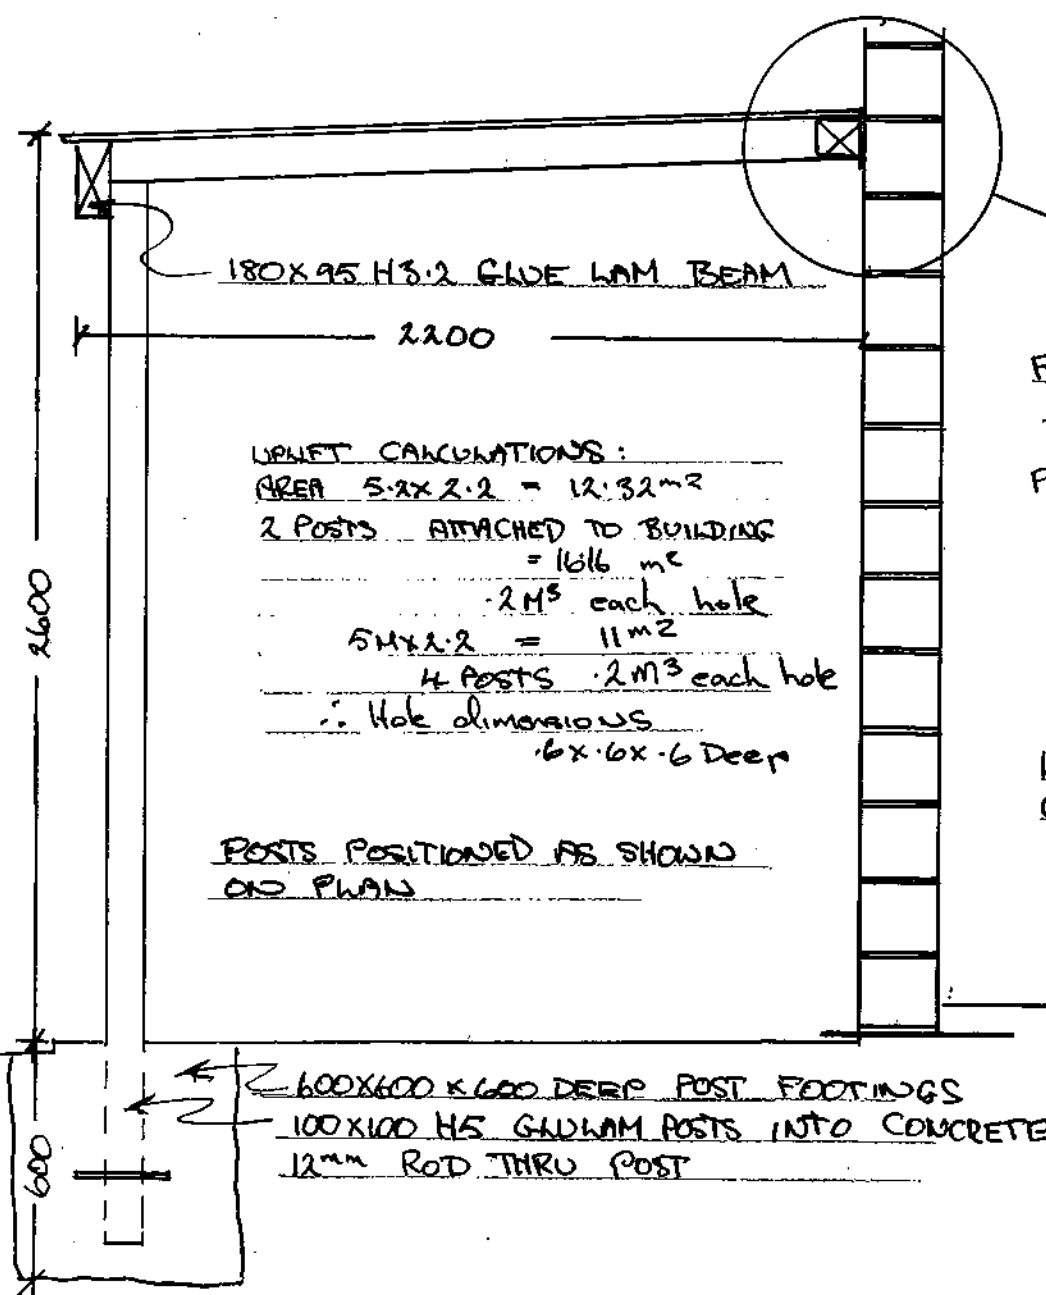 180X95 H3.2 GLUE LAM BEAM
2200
2600
UPLIFT CALCULATIONS:
AREA 5.2X2.2 = 12.32m2
2 POSTS ATTACHED TO BUILDING
= 1616 m2
.2M3 each hole
5MX2.2 = 11m2
4 POSTS .2M3 each hole
∴ Hole dimensions
.6x.6x.6 Deep
POSTS POSITIONED AS SHOWN
ON PLAN
600X600X600 DEEP POST FOOTINGS
100X100 H5 GLULAM POSTS INTO CONCRETE
12mm ROD THRU POST
600